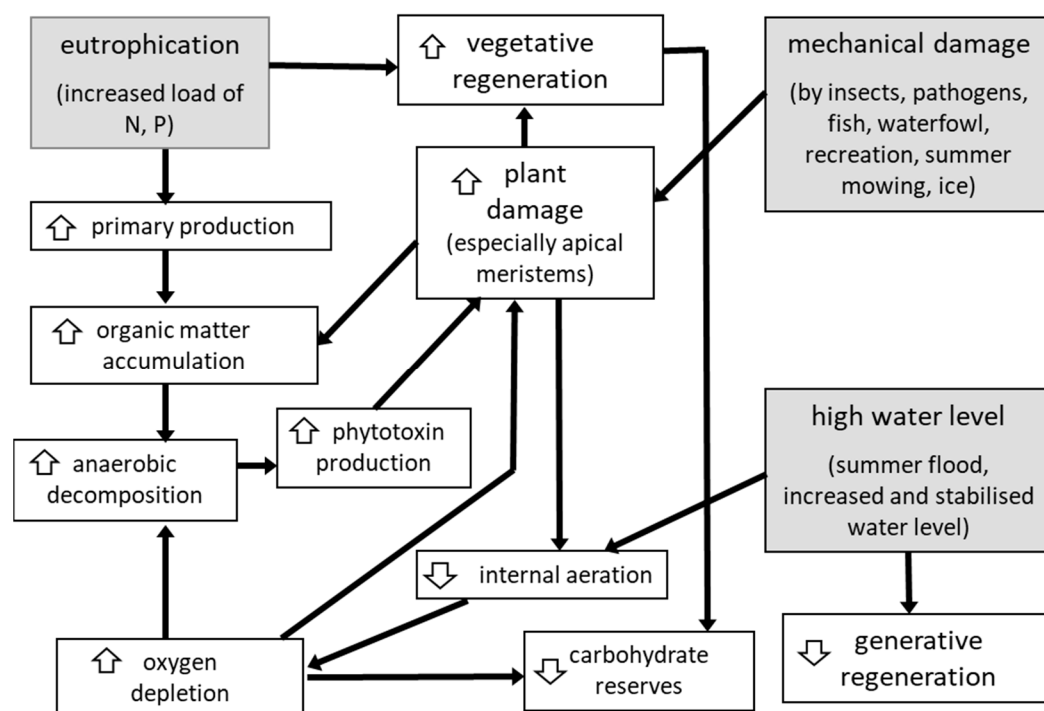 eutrophication
(increased load of
N, P)
vegetative
regeneration
mechanical damage
(by insects, pathogens,
fish, waterfowl,
recreation, summer
mowing, ice)
plant
damage
(especially apical
meristems)
primary production
organic matter
accumulation
phytotoxin
production
anaerobic
decomposition
high water level
(summer flood,
increased and stabilised
water level)
internal aeration
oxygen
depletion
carbohydrate
reserves
generative
regeneration